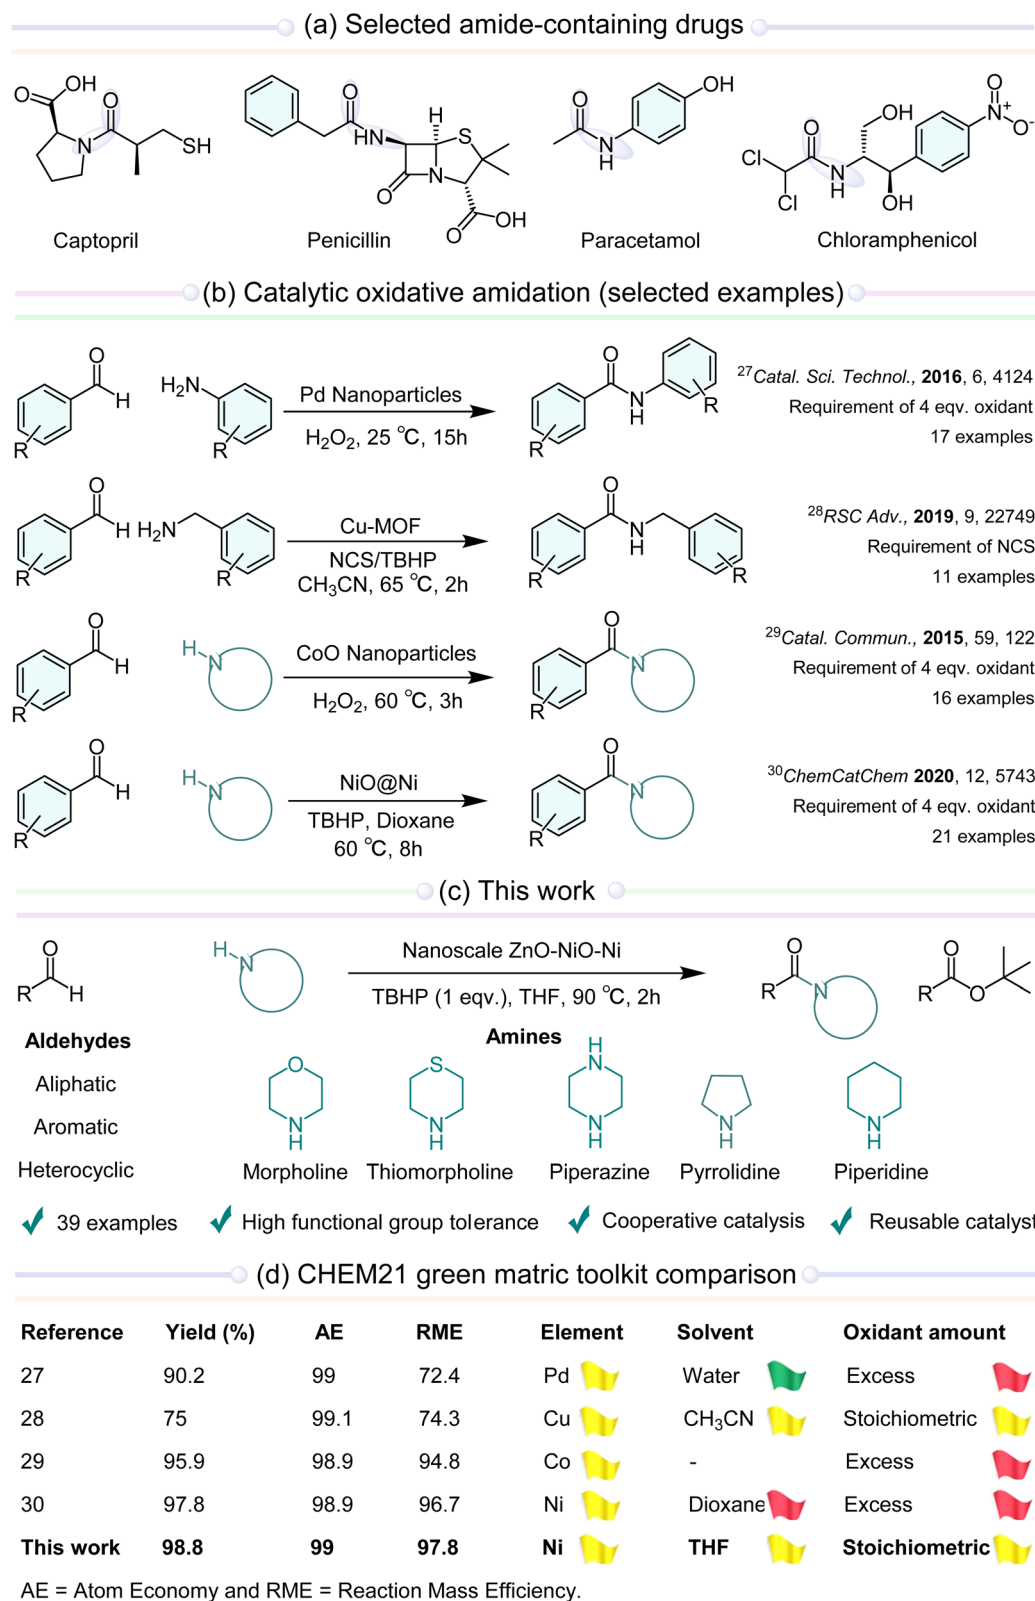 (a) Selected amide-containing drugs
O OH O N SH
O HN H S N O O OH
O N H OH
Cl Cl O N H OH OH N+ O O-
Captopril Penicillin Paracetamol Chloramphenicol
(b) Catalytic oxidative amidation (selected examples)
O H R H2N R
Pd Nanoparticles
H2O2, 25 °C, 15h
O N H R R
27Catal. Sci. Technol., 2016, 6, 4124
Requirement of 4 eqv. oxidant
17 examples
O H R H2N R
Cu-MOF
NCS/TBHP
CH3CN, 65 °C, 2h
O N H R R
28RSC Adv., 2019, 9, 22749
Requirement of NCS
11 examples
O H R H N
CoO Nanoparticles
H2O2, 60 °C, 3h
O N R
29Catal. Commun., 2015, 59, 122
Requirement of 4 eqv. oxidant
16 examples
O H R H N
NiO@Ni
TBHP, Dioxane
60 °C, 8h
O N R
30ChemCatChem 2020, 12, 5743
Requirement of 4 eqv. oxidant
21 examples
(c) This work
O R H H N
Nanoscale ZnO-NiO-Ni
TBHP (1 eqv.), THF, 90 °C, 2h
O R N O R O
Aldehydes
Aliphatic
Aromatic
Heterocyclic
Amines
O N H S N H H N N H N H N H
Morpholine Thiomorpholine Piperazine Pyrrolidine Piperidine
39 examples High functional group tolerance Cooperative catalysis Reusable catalyst
(d) CHEM21 green matric toolkit comparison
Reference Yield (%) AE RME Element Solvent Oxidant amount
27 90.2 99 72.4 Pd Water Excess
28 75 99.1 74.3 Cu CH3CN Stoichiometric
29 95.9 98.9 94.8 Co - Excess
30 97.8 98.9 96.7 Ni Dioxane Excess
This work 98.8 99 97.8 Ni THF Stoichiometric
AE = Atom Economy and RME = Reaction Mass Efficiency.